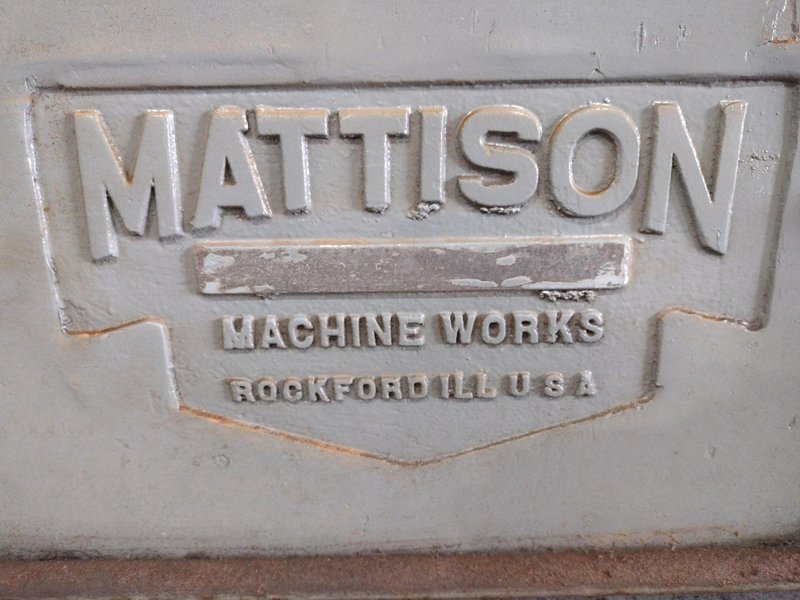 MATTISON
MACHINE WORKS
ROCKFORD ILL U S A